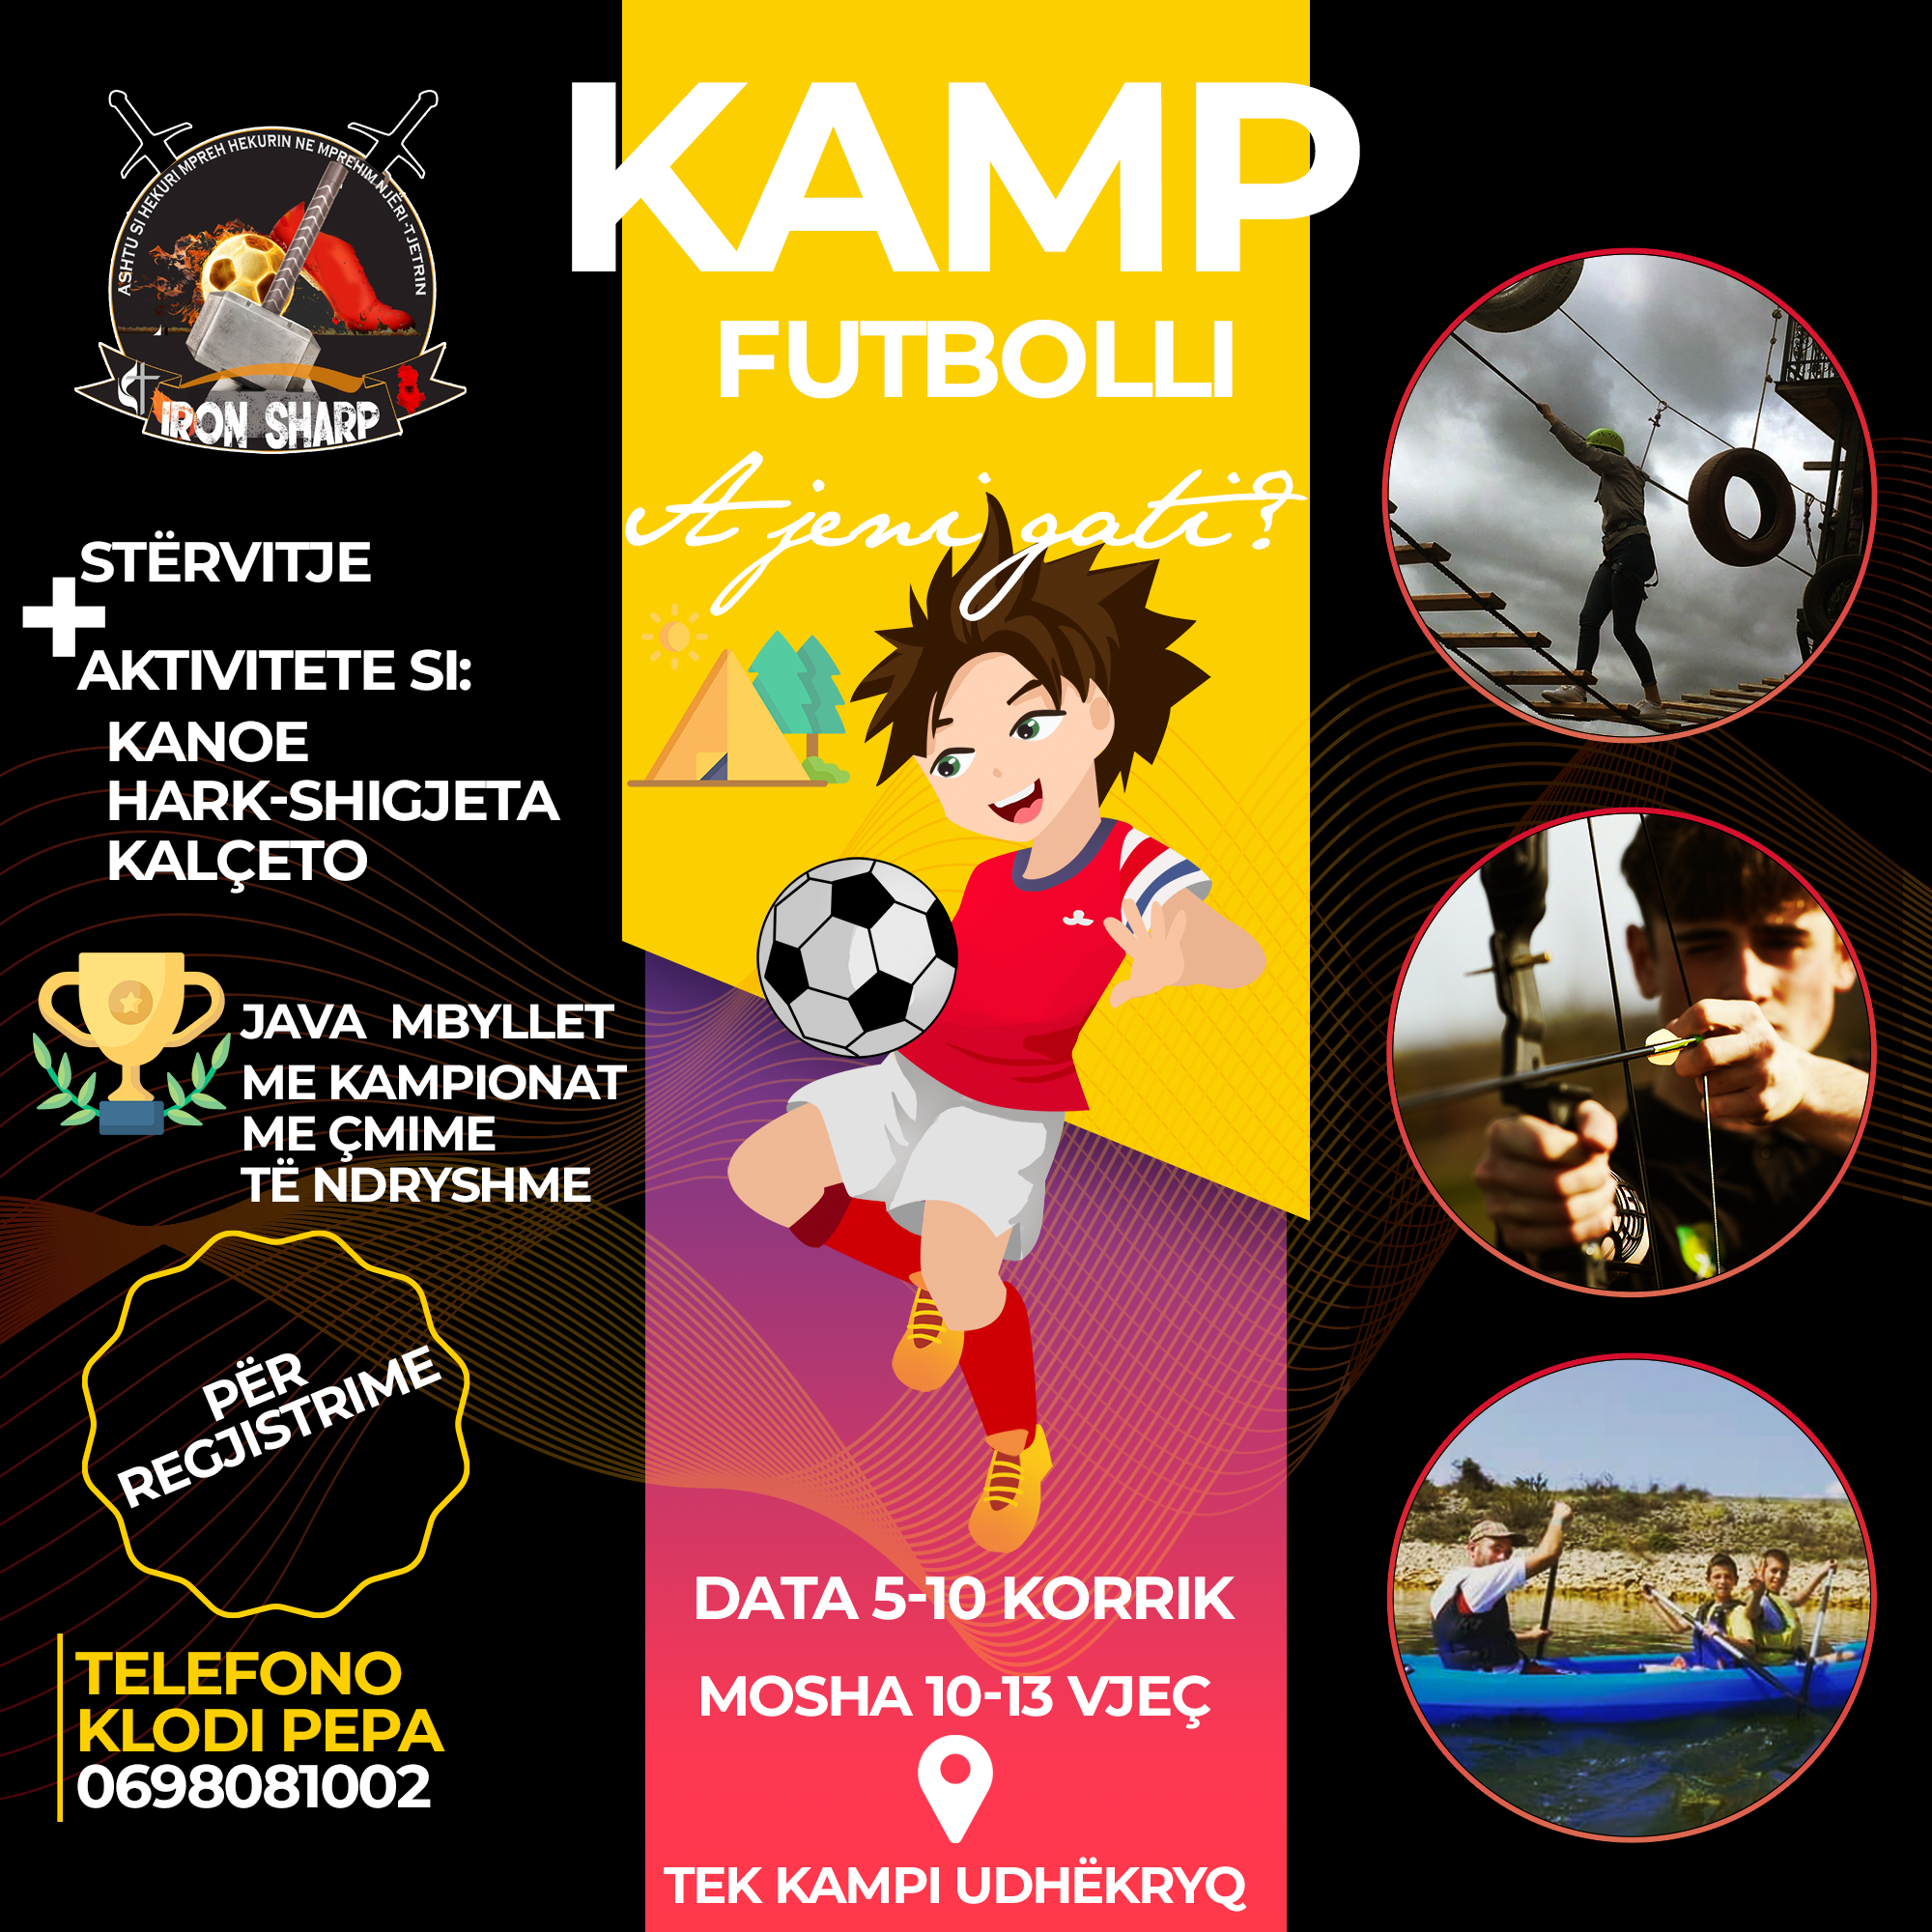 KAMP
FUTBOLLI
A jeni gati?
ASHTU SI HEKURI MPREH HEKURIN NE MPREHIM NJËRI-TJETRIN
IRON SHARP
STËRVITJE
+
AKTIVITETE SI:
KANOE
HARK-SHIGJETA
KALÇETO
JAVA MBYLLET
ME KAMPIONAT
ME ÇMIME
TË NDRYSHME
PËR
REGJISTRIME
TELEFONO
KLODI PEPA
0698081002
DATA 5-10 KORRIK
MOSHA 10-13 VJEÇ
TEK KAMPI UDHËKRYQ